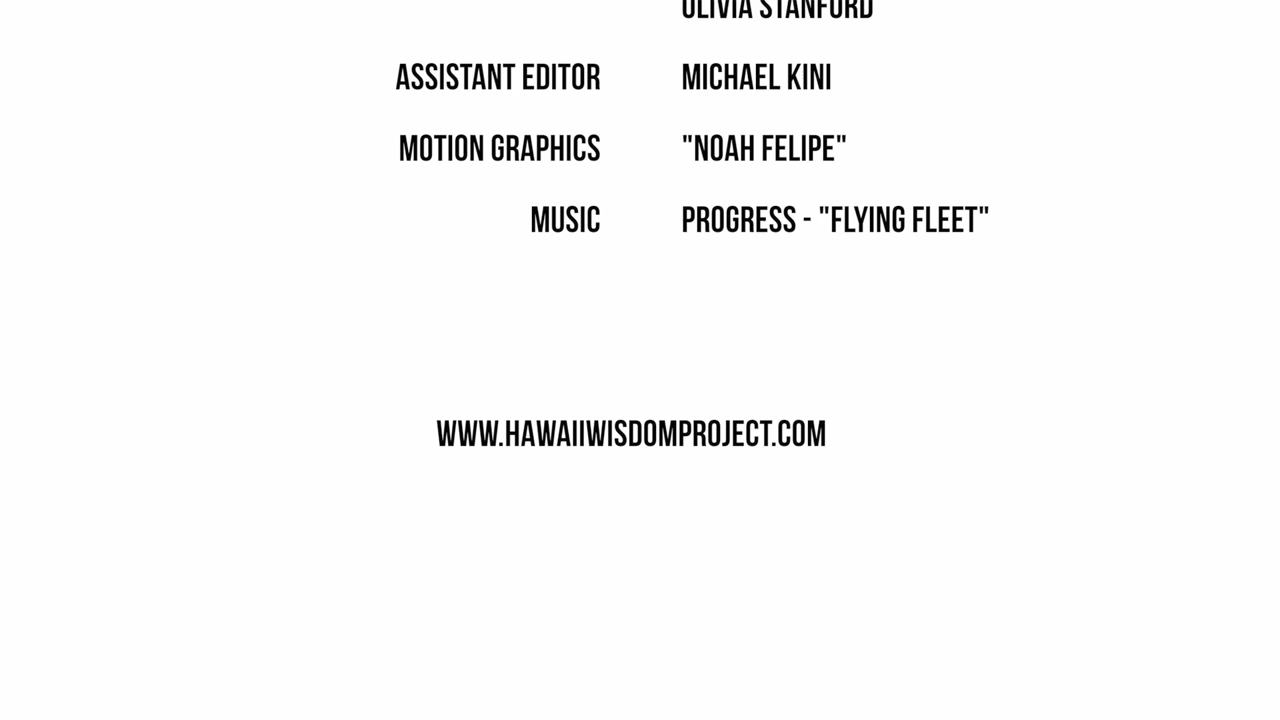 OLIVIA STANFORD
ASSISTANT EDITOR MICHAEL KINI
MOTION GRAPHICS "NOAH FELIPE"
MUSIC PROGRESS - "FLYING FLEET"
WWW.HAWAIIWISDOMPROJECT.COM